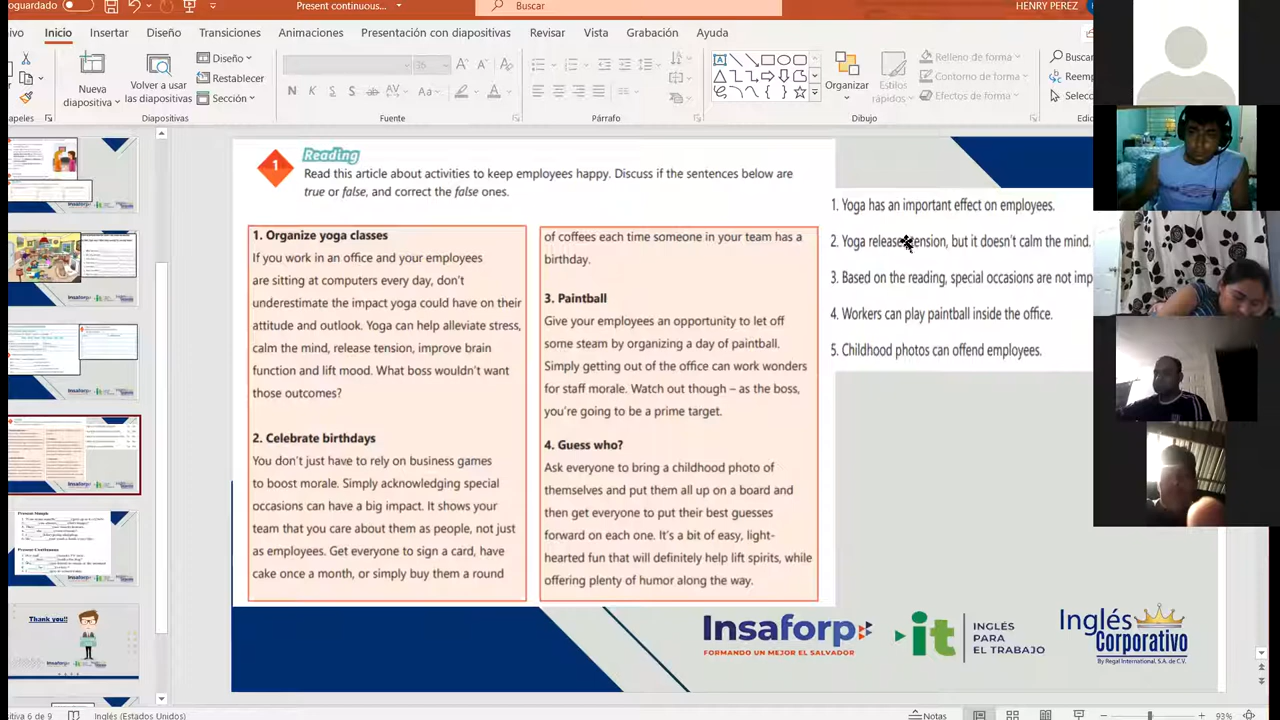 oguardado
Present continuous...
Buscar
HENRY PEREZ
ivo
Inicio
Insertar
Diseño
Transiciones
Animaciones
Presentación con diapositivas
Revisar
Vista
Grabación
Ayuda
Nueva
diapositiva
Volver a usar
las diapositivas
Diseño
Restablecer
Sección
Organizar
Estilos
rápidos
Relleno de forma
Contorno de forma
Efectos de forma
Buscar
Reemp
Selecc
apeles
Diapositivas
Fuente
Párrafo
Dibujo
Edic
1
Reading
Read this article about activities to keep employees happy. Discuss if the sentences below are
true or false, and correct the false ones.
1. Organize yoga classes
If you work in an office and your employees
are sitting at computers every day, don't
underestimate the impact yoga could have on their
attitude and outlook. Yoga can help alleviate stress,
calm the mind, release tension, improve
function and lift mood. What boss wouldn't want
those outcomes?
2. Celebrate birthdays
You don't just have to rely on business games
to boost morale. Simply acknowledging special
occasions can have a big impact. It shows your
team that you care about them as people- not just
as employees. Get everyone to sign a card, have
cake once a month, or simply buy them a round
of coffees each time someone in your team has a
birthday.
3. Paintball
Give your employees an opportunity to let off
some steam by organizing a day of paintball.
Simply getting out of the office can work wonders
for staff morale. Watch out though – as the boss,
you're going to be a prime target.
4. Guess who?
Ask everyone to bring a childhood photo of
themselves and put them all up on a board and
then get everyone to put their best guesses
forward on each one. It's a bit of easy, light-
hearted fun that will definitely help lift spirits, while
offering plenty of humor along the way.
1. Yoga has an important effect on employees.
2. Yoga release tension, but it doesn't calm the mind.
3. Based on the reading, special occasions are not imp
4. Workers can play paintball inside the office.
5. Childhood photos can offend employees.
Present Simple
Present Continuous
Thank you!!
Insaforp
FORMANDO UN MEJOR EL SALVADOR
it
INGLÉS
PARA
EL TRABAJO
Inglés
Corporativo
By Regal International, S.A. de C.V.
sitiva 6 de 9
Inglés (Estados Unidos)
Notas
93%